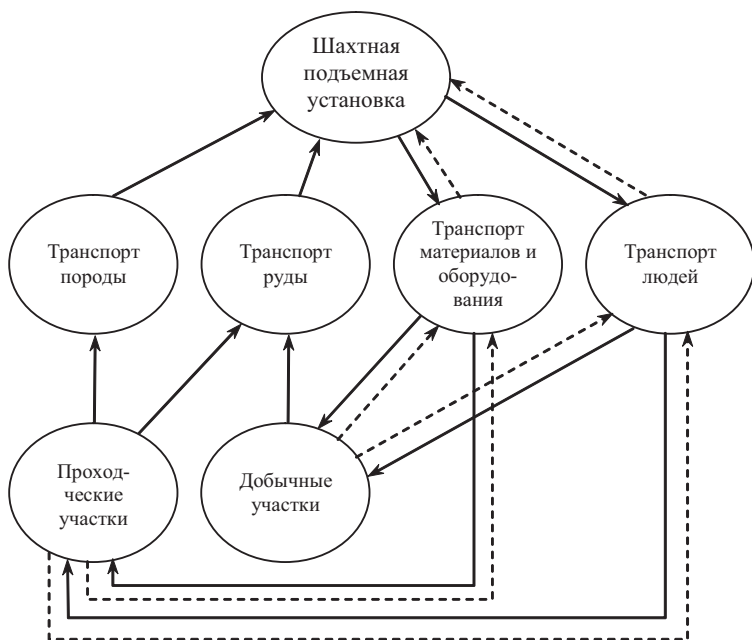 Шахтная
подъемная
установка
Транспорт
породы
Транспорт
руды
Транспорт
материалов и
оборудо-
вания
Транспорт
людей
Проход-
ческие
участки
Добычные
участки